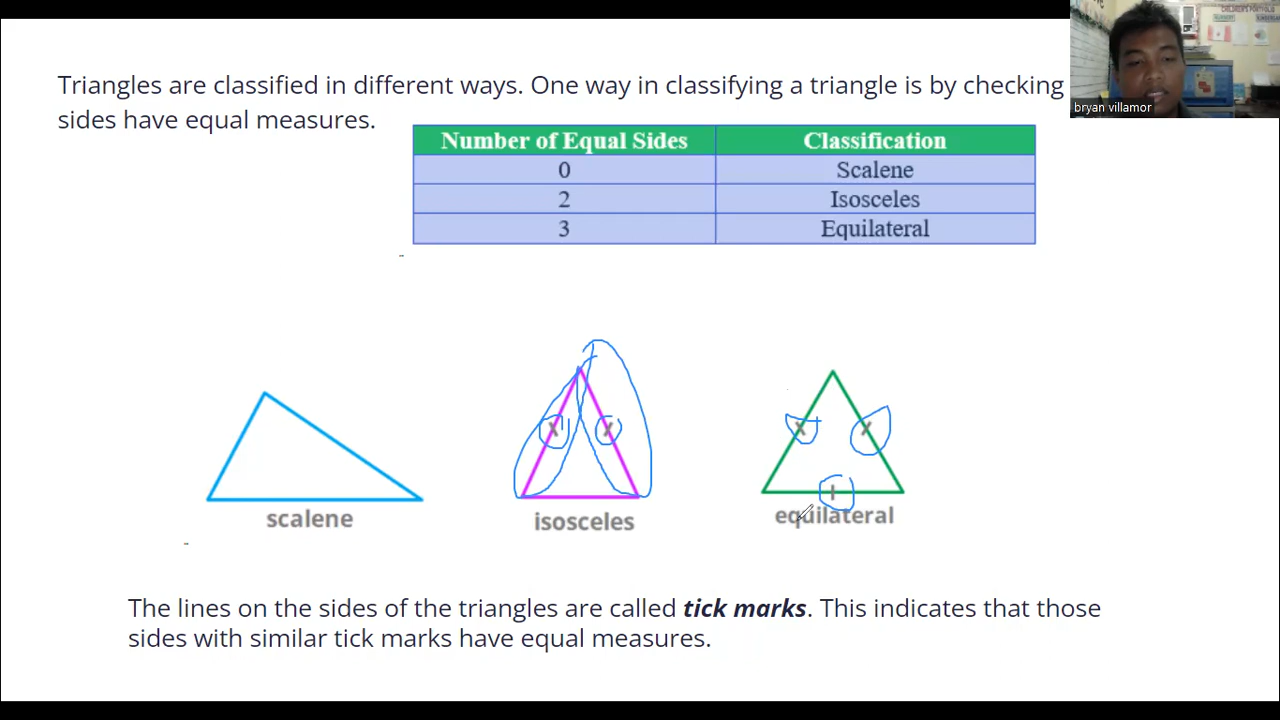 Triangles are classified in different ways. One way in classifying a triangle is by checking
sides have equal measures.
Number of Equal Sides Classification
0 Scalene
2 Isosceles
3 Equilateral
scalene
isosceles
equilateral
The lines on the sides of the triangles are called tick marks. This indicates that those
sides with similar tick marks have equal measures.
bryan villamor